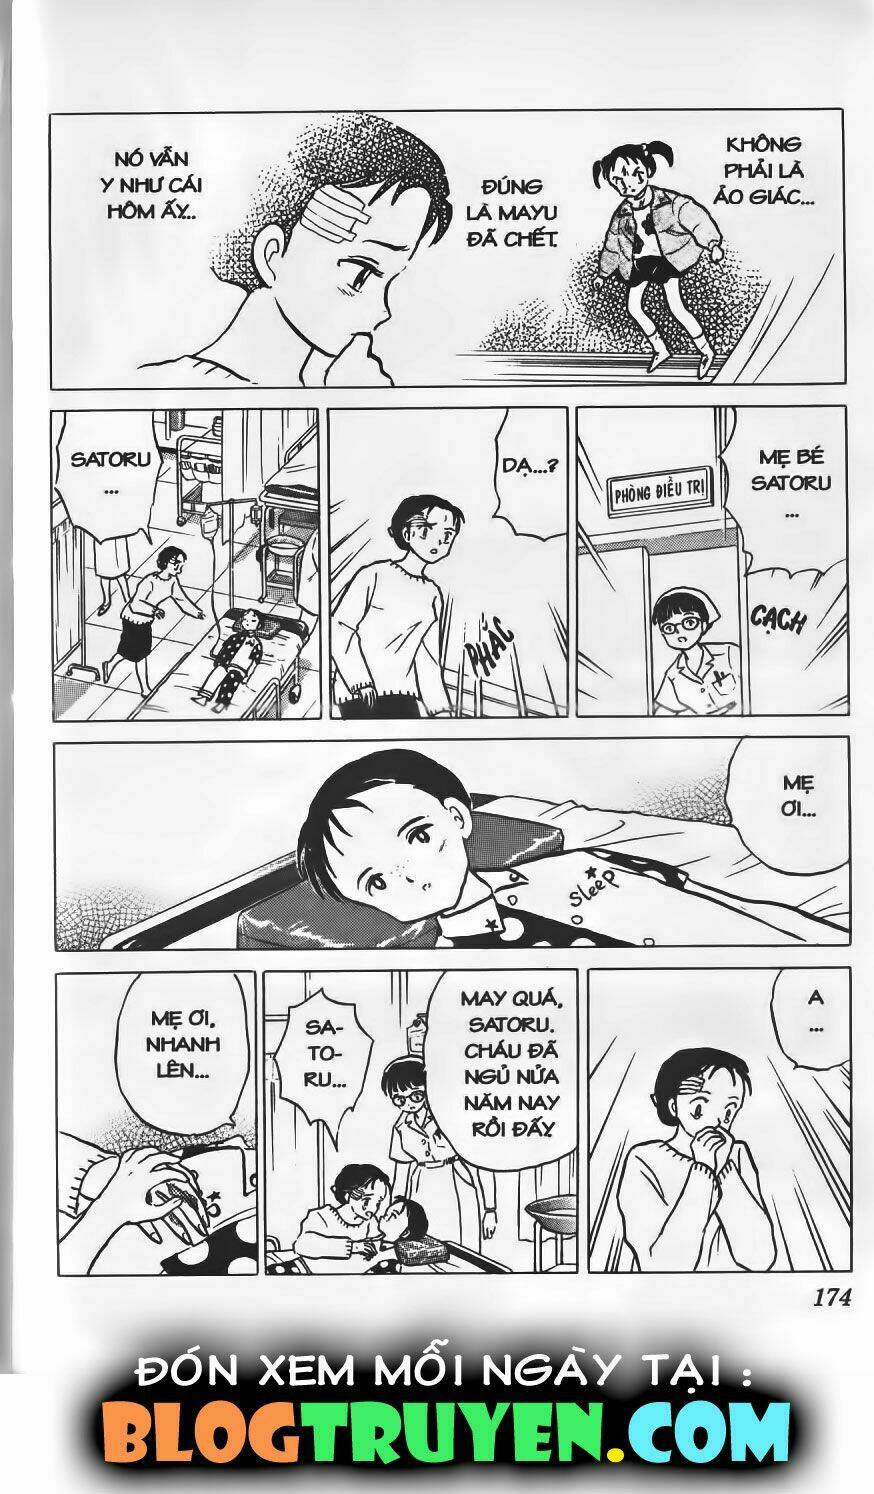 KHÔNG
PHẢI LÀ
ẢO GIÁC...
ĐÚNG
LÀ MAYU
ĐÃ CHẾT.
NÓ VẪN
Y NHƯ CÁI
HÔM ẤY...
MẸ BÉ
SATORU
...
PHÒNG ĐIỀU TRỊ
CẠCH
DẠ...?
PHẮC
SATORU
...
MẸ
ƠI...
Sleep
A
...
MAY QUÁ,
SATORU.
CHÁU ĐÃ
NGỦ NỬA
NĂM NAY
RỒI ĐẤY.
SA-
TO-
RU...
MẸ ƠI,
NHANH
LÊN...
174
ĐÓN XEM MỖI NGÀY TẠI :
BLOGTRUYEN.COM